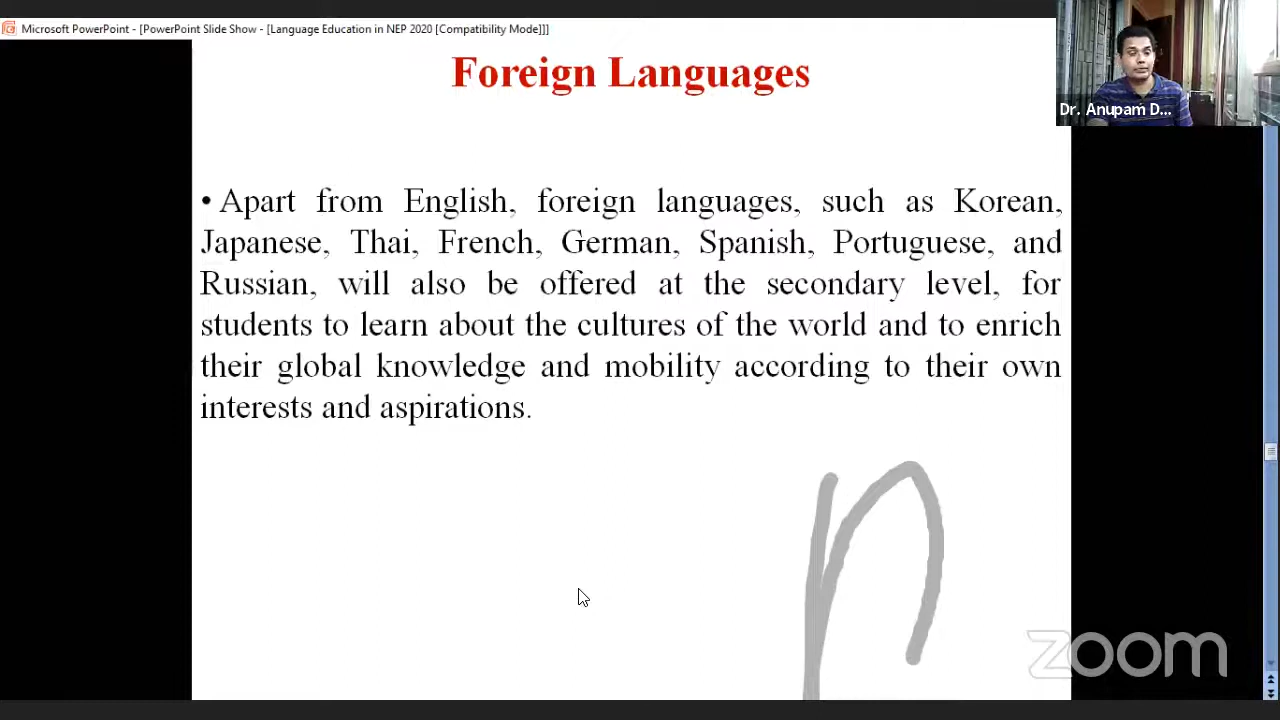 Microsoft PowerPoint - [PowerPoint Slide Show - [Language Education in NEP 2020 [Compatibility Mode]]]
Foreign Languages
Dr. Anupam D...
• Apart from English, foreign languages, such as Korean,
Japanese, Thai, French, German, Spanish, Portuguese, and
Russian, will also be offered at the secondary level, for
students to learn about the cultures of the world and to enrich
their global knowledge and mobility according to their own
interests and aspirations.
n
zoom